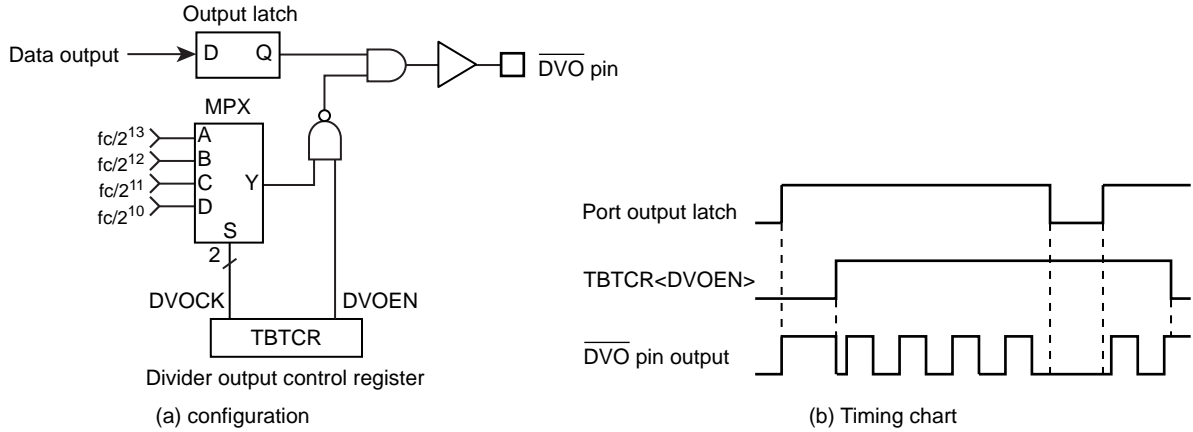 Output latch
Data output
D Q
DVO pin
MPX
fc/2^13
A
fc/2^12
B
fc/2^11
C
Y
fc/2^10
D
S
2
DVOCK
DVOEN
TBTCR
Divider output control register
(a) configuration
Port output latch
TBTCR<DVOEN>
DVO pin output
(b) Timing chart